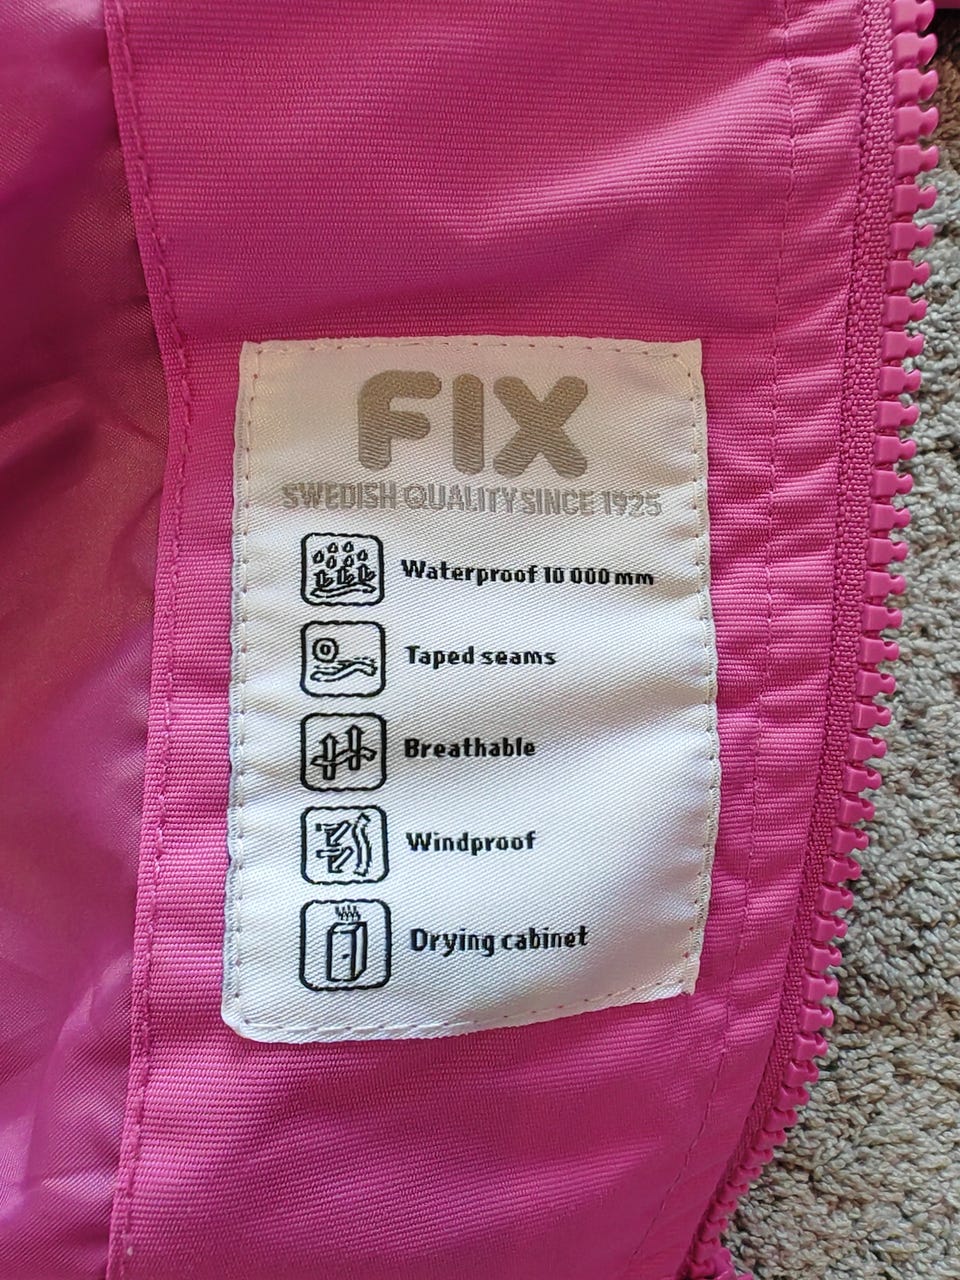 FIX
SWEDISH QUALITY SINCE 1925
Waterproof 10 000 mm
Taped seams
Breathable
Windproof
Drying cabinet